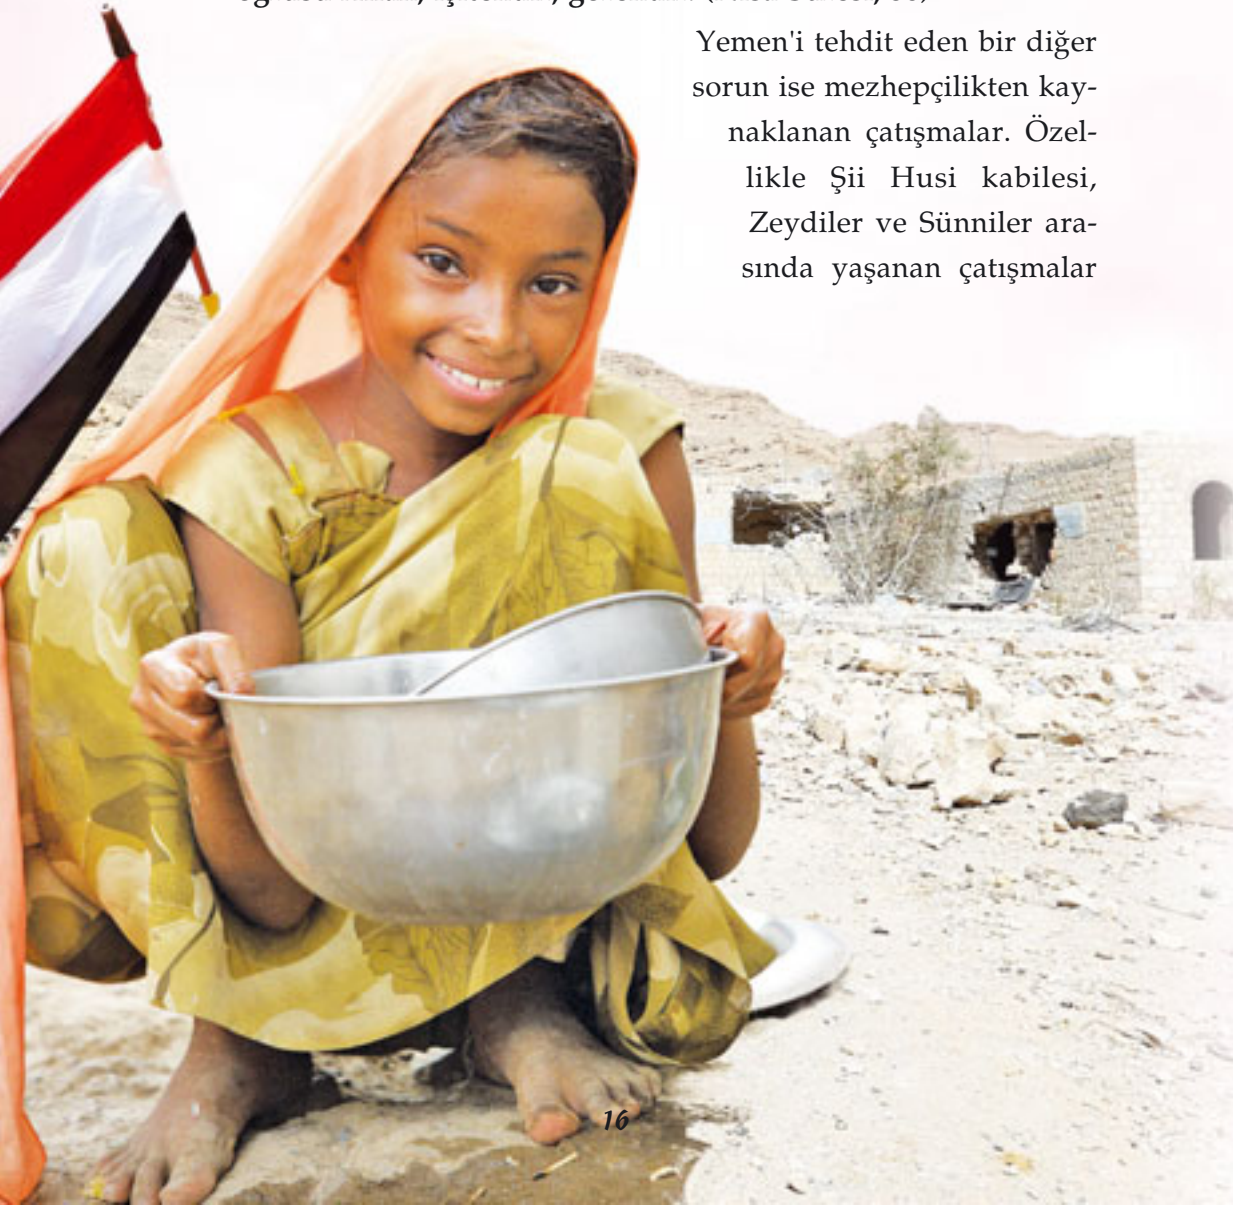 Yemen'i tehdit eden bir diğer
sorun ise mezhepçilikten kay-
naklanan çatışmalar. Özel-
likle Şii Husi kabilesi,
Zeydiler ve Sünniler ara-
sında yaşanan çatışmalar
16